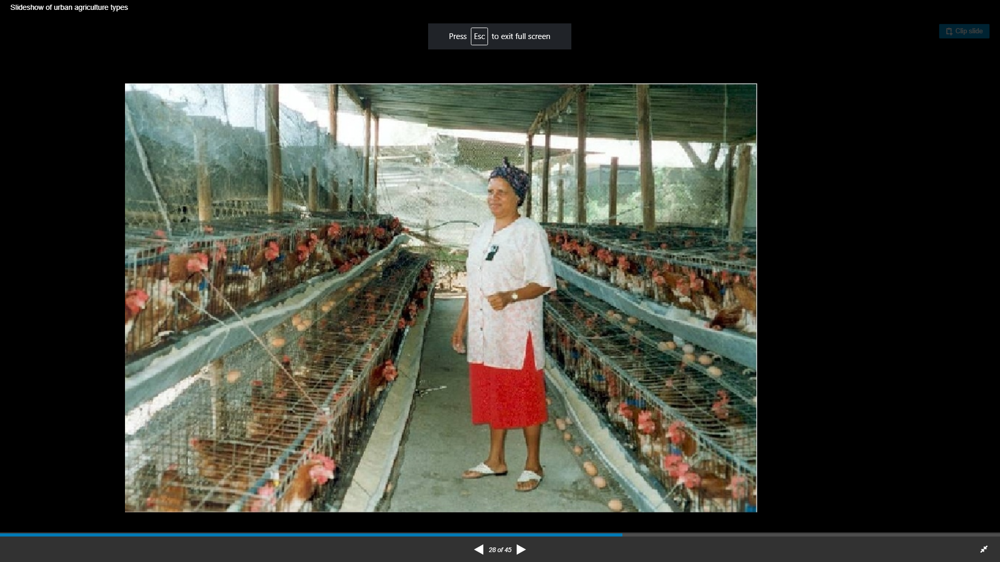 Slideshow of urban agriculture types
Press Esc to exit full screen
Clip slide
28 of 45